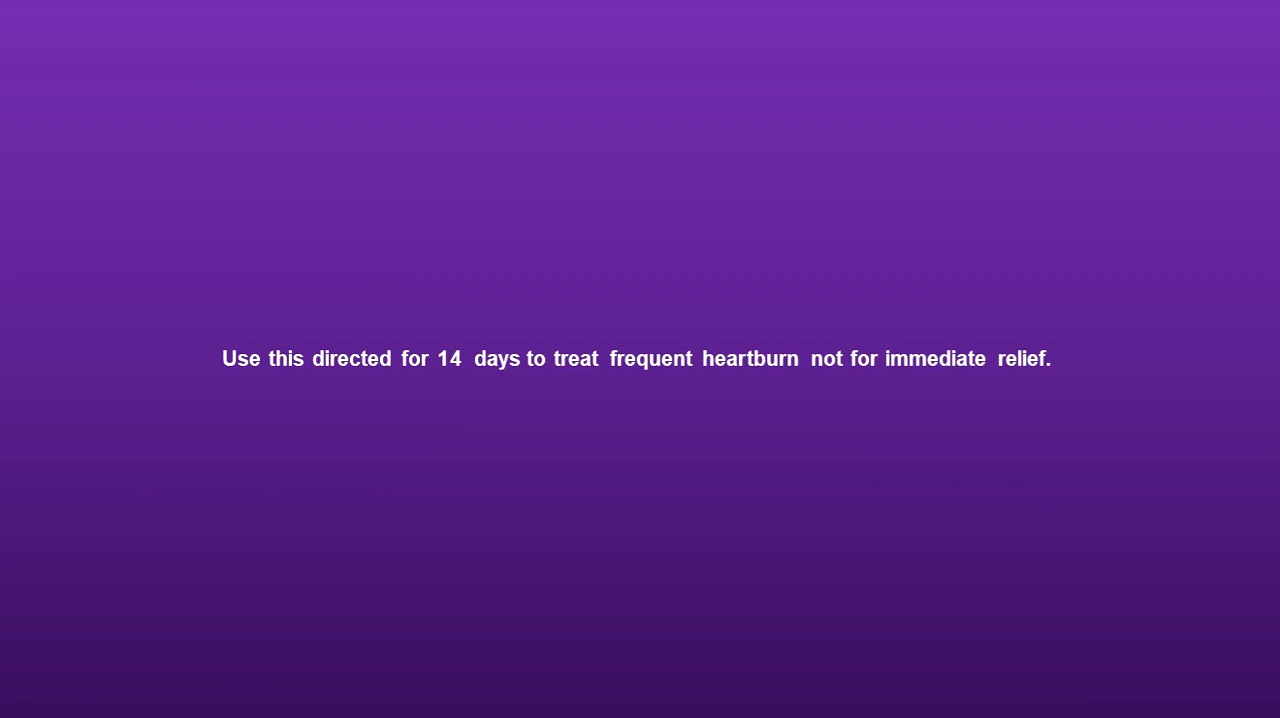 Use this directed for 14 days to treat frequent heartburn not for immediate relief.